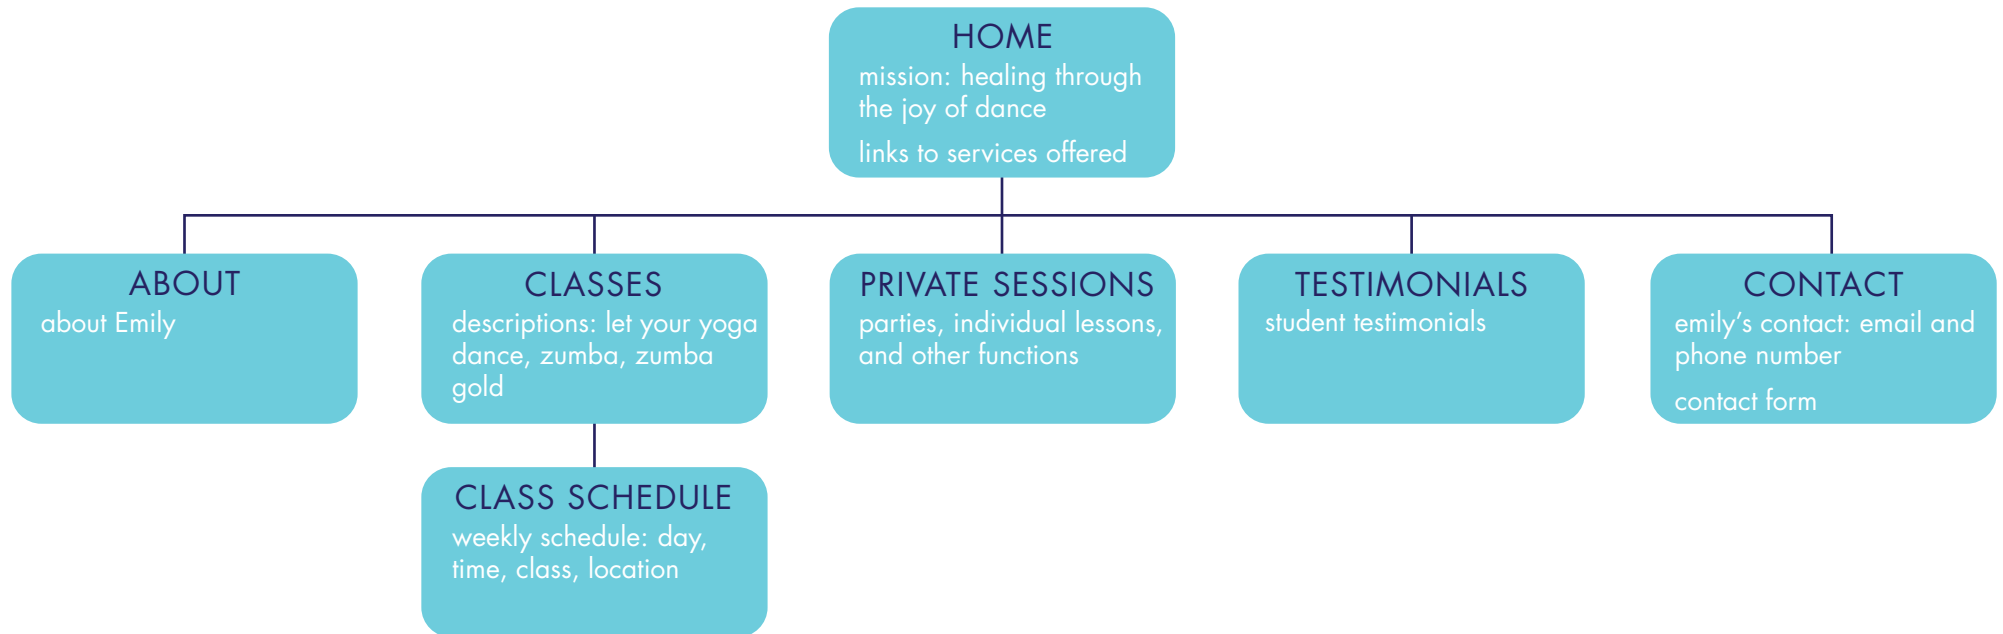 HOME
mission: healing through
the joy of dance
links to services offered
ABOUT
about Emily
CLASSES
descriptions: let your yoga
dance, zumba, zumba
gold
PRIVATE SESSIONS
parties, individual lessons,
and other functions
TESTIMONIALS
student testimonials
CONTACT
emily’s contact: email and
phone number
contact form
CLASS SCHEDULE
weekly schedule: day,
time, class, location